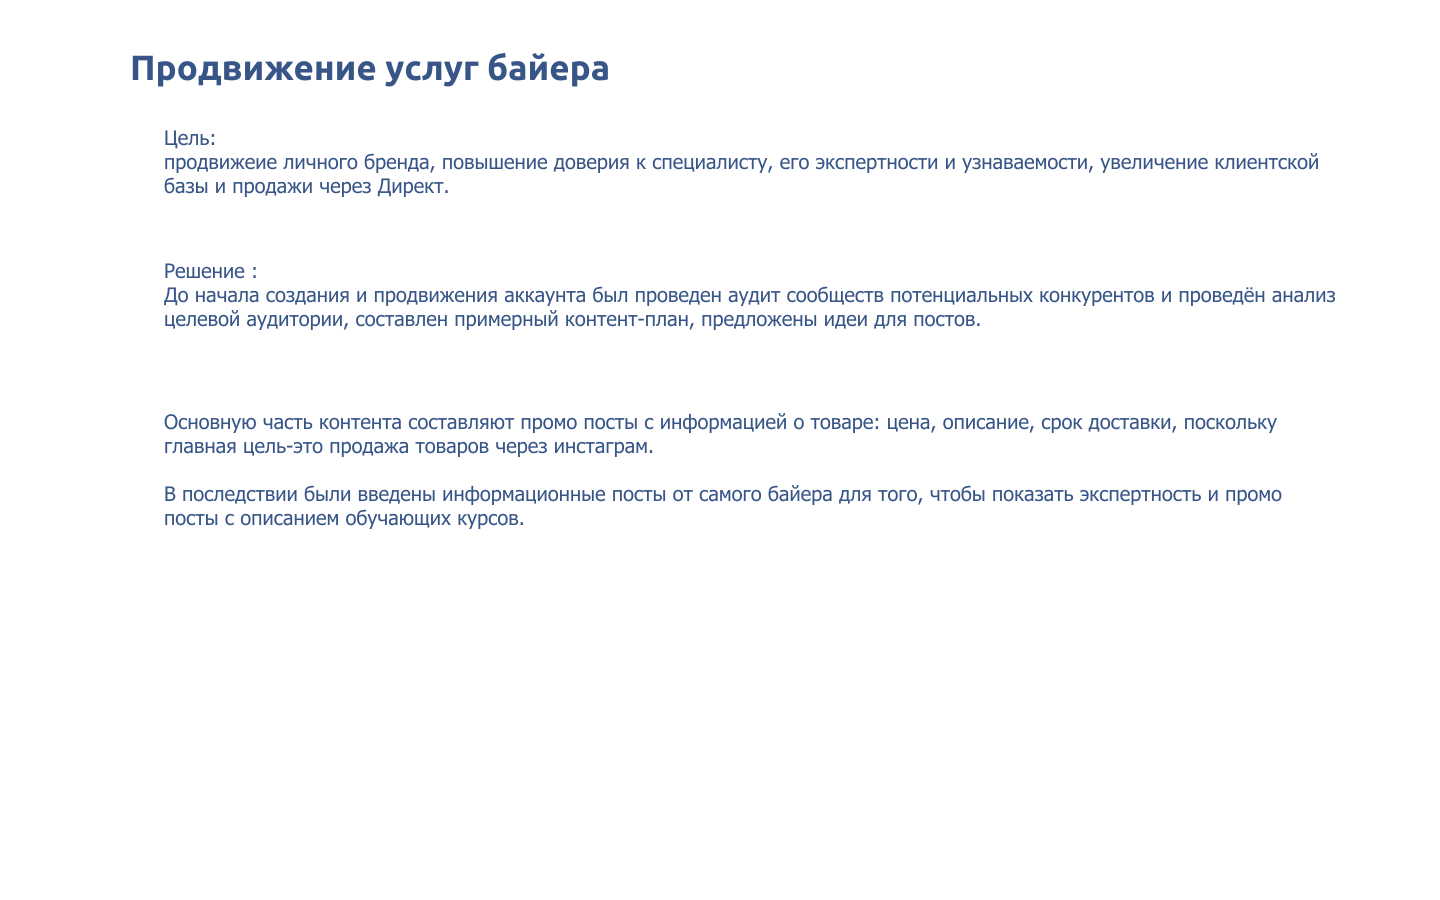 Продвижение услуг байера
Цель:
продвижеие личного бренда, повышение доверия к специалисту, его экспертности и узнаваемости, увеличение клиентской
базы и продажи через Директ.
Решение :
До начала создания и продвижения аккаунта был проведен аудит сообществ потенциальных конкурентов и проведён анализ
целевой аудитории, составлен примерный контент-план, предложены идеи для постов.
Основную часть контента составляют промо посты с информацией о товаре: цена, описание, срок доставки, поскольку
главная цель-это продажа товаров через инстаграм.
В последствии были введены информационные посты от самого байера для того, чтобы показать экспертность и промо
посты с описанием обучающих курсов.